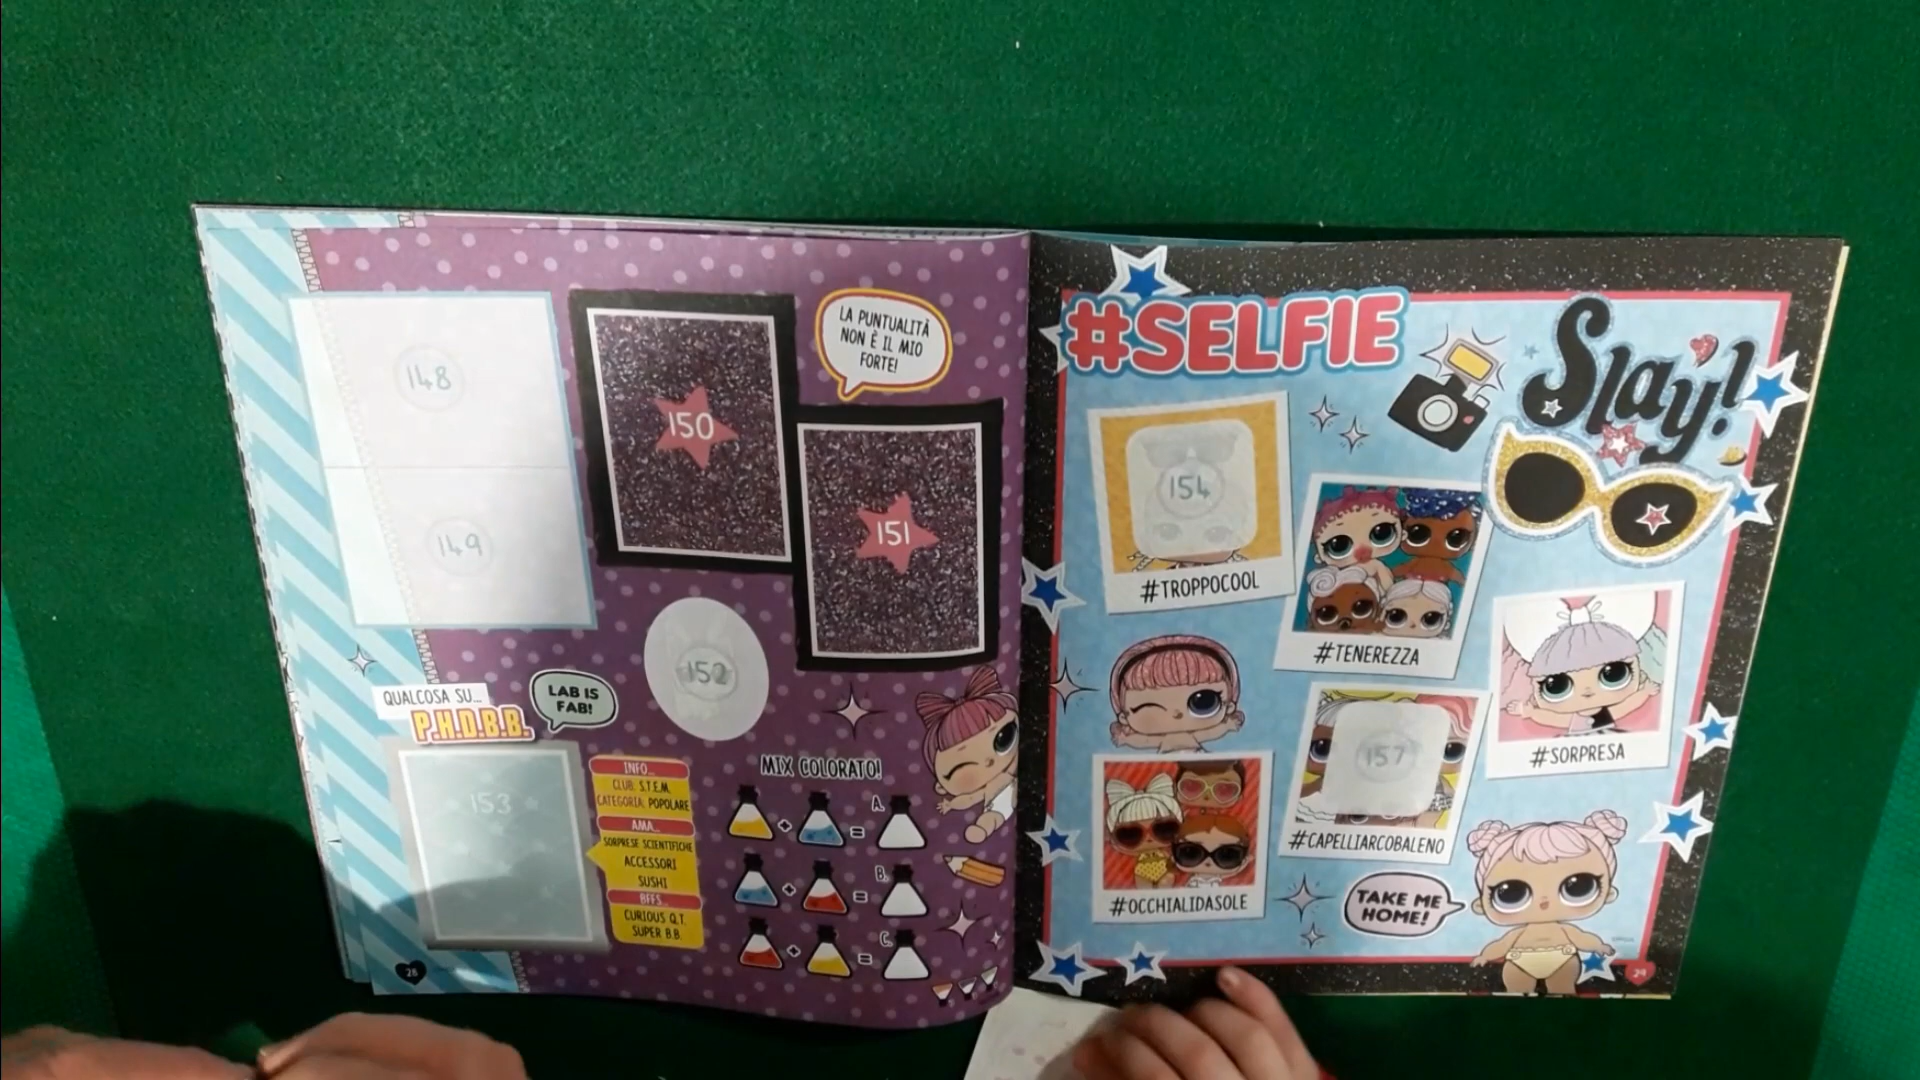 148
149
150
151
LA PUNTUALITÀ
NON È IL MIO
FORTE!
152
QUALCOSA SU...
P.H.D.B.B.
LAB IS
FAB!
153
INFO...
CLUB: S.T.E.M.
CATEGORIA: POPOLARE
AMA...
SORPRESE SCIENTIFICHE
ACCESSORI
SUSHI
BFFS...
CURIOUS Q.T.
SUPER B.B.
MIX COLORATO!
A.
+
=
B.
+
=
C.
+
=
#SELFIE
Slay!
154
#TROPPOCOOL
#TENEREZZA
#SORPRESA
157
#CAPELLIARCOBALENO
#OCCHIALIDASOLE
TAKE ME
HOME!
29